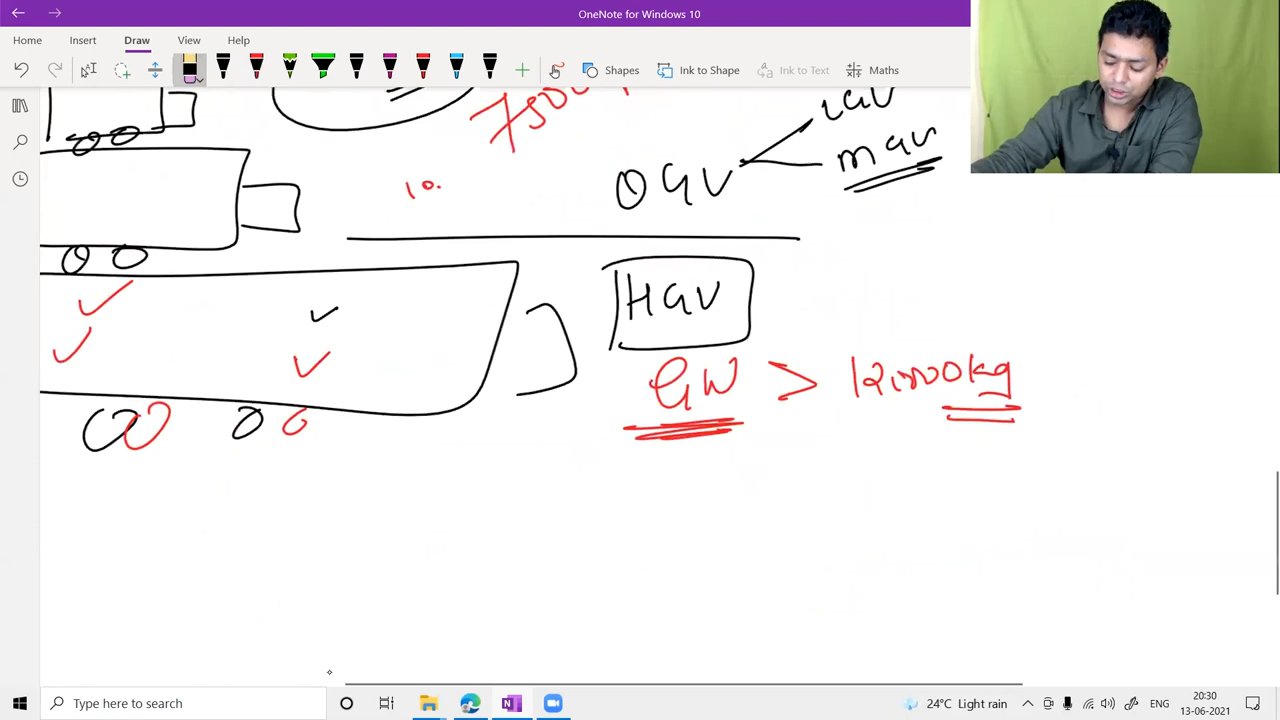 OneNote for Windows 10
Home Insert Draw View Help
Shapes Ink to Shape Ink to Text Maths
LGV
OGV MGV
10.
HGV
GW > 12000kg
Type here to search
24°C Light rain ENG 20:30
13-06-2021